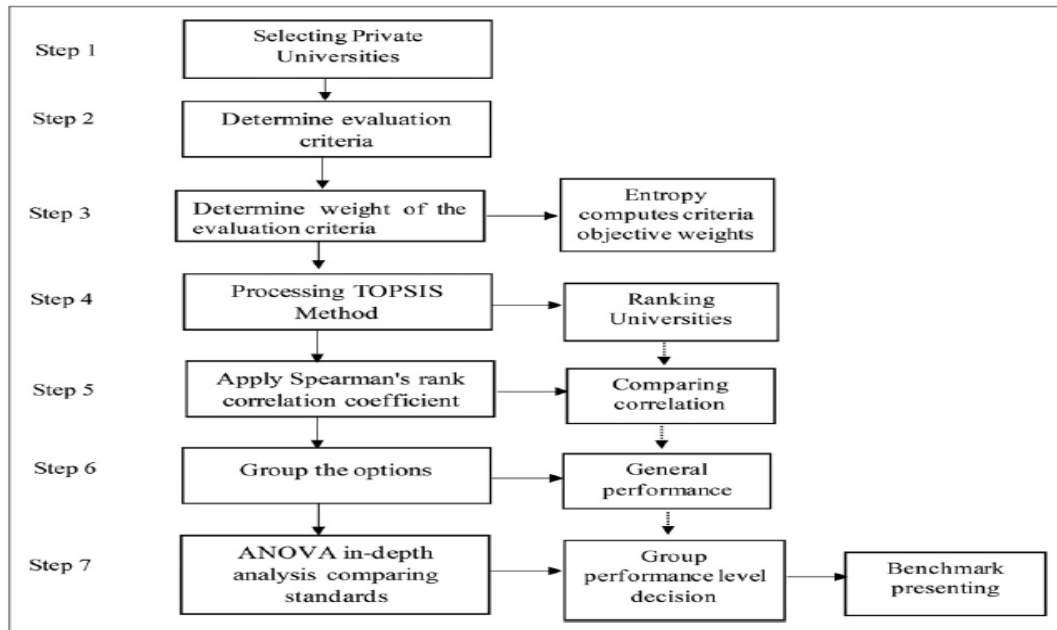 Step 1
Selecting Private
Universities
Step 2
Determine evaluation
criteria
Step 3
Determine weight of the
evaluation criteria
Entropy
computes criteria
objective weights
Step 4
Processing TOPSIS
Method
Ranking
Universities
Step 5
Apply Spearman's rank
correlation coefficient
Comparing
correlation
Step 6
Group the options
General
performance
Step 7
ANOVA in-depth
analysis comparing
standards
Group
performance level
decision
Benchmark
presenting